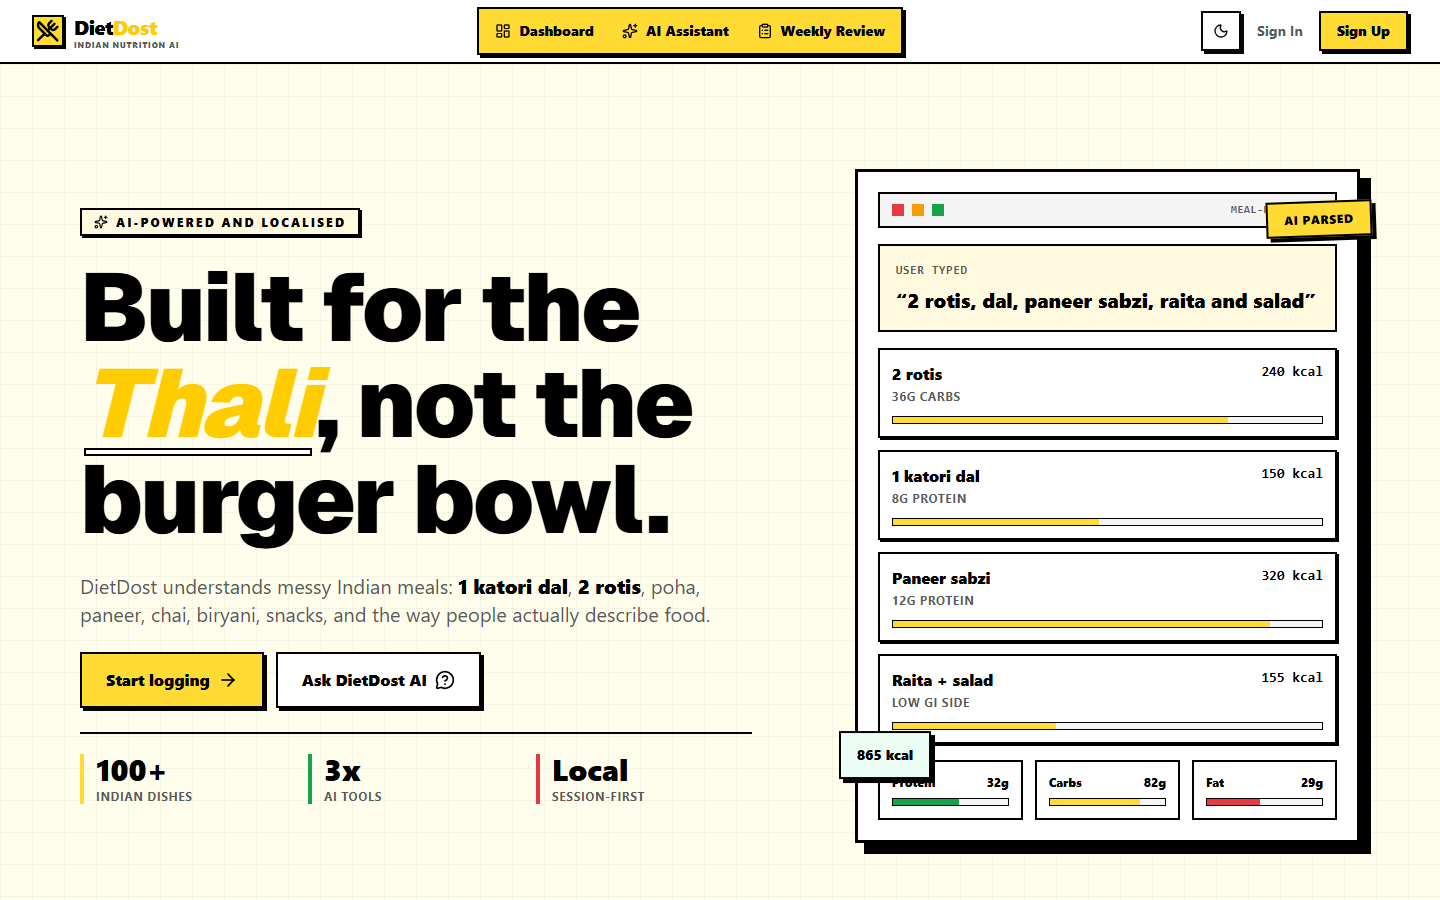 DietDost
INDIAN NUTRITION AI
Dashboard
AI Assistant
Weekly Review
Sign In
Sign Up
AI-POWERED AND LOCALISED
Built for the
Thali, not the
burger bowl.
DietDost understands messy Indian meals: 1 katori dal, 2 rotis, poha,
paneer, chai, biryani, snacks, and the way people actually describe food.
Start logging
Ask DietDost AI
100+
INDIAN DISHES
3x
AI TOOLS
Local
SESSION-FIRST
MEAL-
AI PARSED
USER TYPED
“2 rotis, dal, paneer sabzi, raita and salad”
2 rotis
240 kcal
36G CARBS
1 katori dal
150 kcal
8G PROTEIN
Paneer sabzi
320 kcal
12G PROTEIN
Raita + salad
155 kcal
LOW GI SIDE
865 kcal
Protein
32g
Carbs
82g
Fat
29g